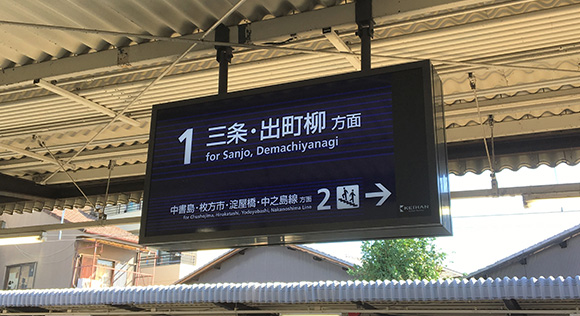 1 三条・出町柳 方面
for Sanjo, Demachiyanagi
中書島・枚方市・淀屋橋・中之島線 方面 2 →
For Chushojima, Hirakatashi, Yodoyabashi, Nakanoshima Line
KEIHAN